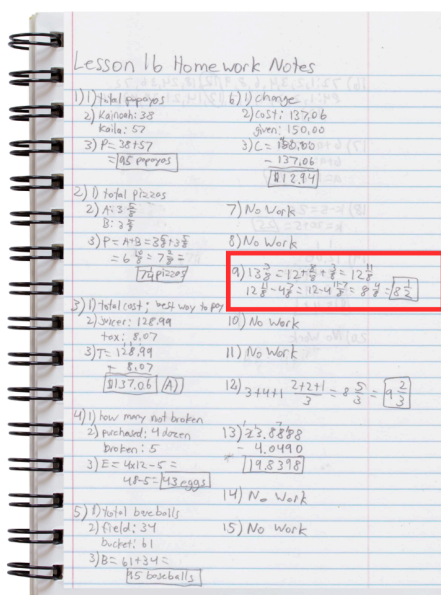 Lesson 16 Homework Notes
1) 1) total papayas
2) Kainoah: 38
Kaila: 57
3) P = 38+57
= 95 papayas
2) 1) total pizzas
2) A: 3 5/8
B: 3 5/8
3) P = A+B = 3 5/8 + 3 5/8
= 6 10/8 = 7 2/8 =
7 1/4 pizzas
3) 1) total cost; best way to pay
2) juicer: 128.99
tax: 8.07
3) T = 128.99
+ 8.07
$137.06 (A)
4) 1) how many not broken
2) purchased: 4 dozen
broken: 5
3) E = 4x12-5 =
48-5= 43 eggs
5) 1) total baseballs
2) field: 34
bucket: 61
3) B = 61+34 =
95 baseballs
6) 1) change
2) cost: 137.06
given: 150.00
3) C = 150.00
- 137.06
$12.94
7) No Work
8) No Work
9) 13 3/8 = 12 + 8/8 + 3/8 = 12 11/8
12 11/8 - 4 7/8 = 12-4 11-7/8 = 8 4/8 = 8 1/2
10) No Work
11) No Work
12) 3+4+1 2+2+1/3 = 8 5/3 = 9 2/3
13) 23.8888
- 4.0490
19.8398
14) No Work
15) No Work